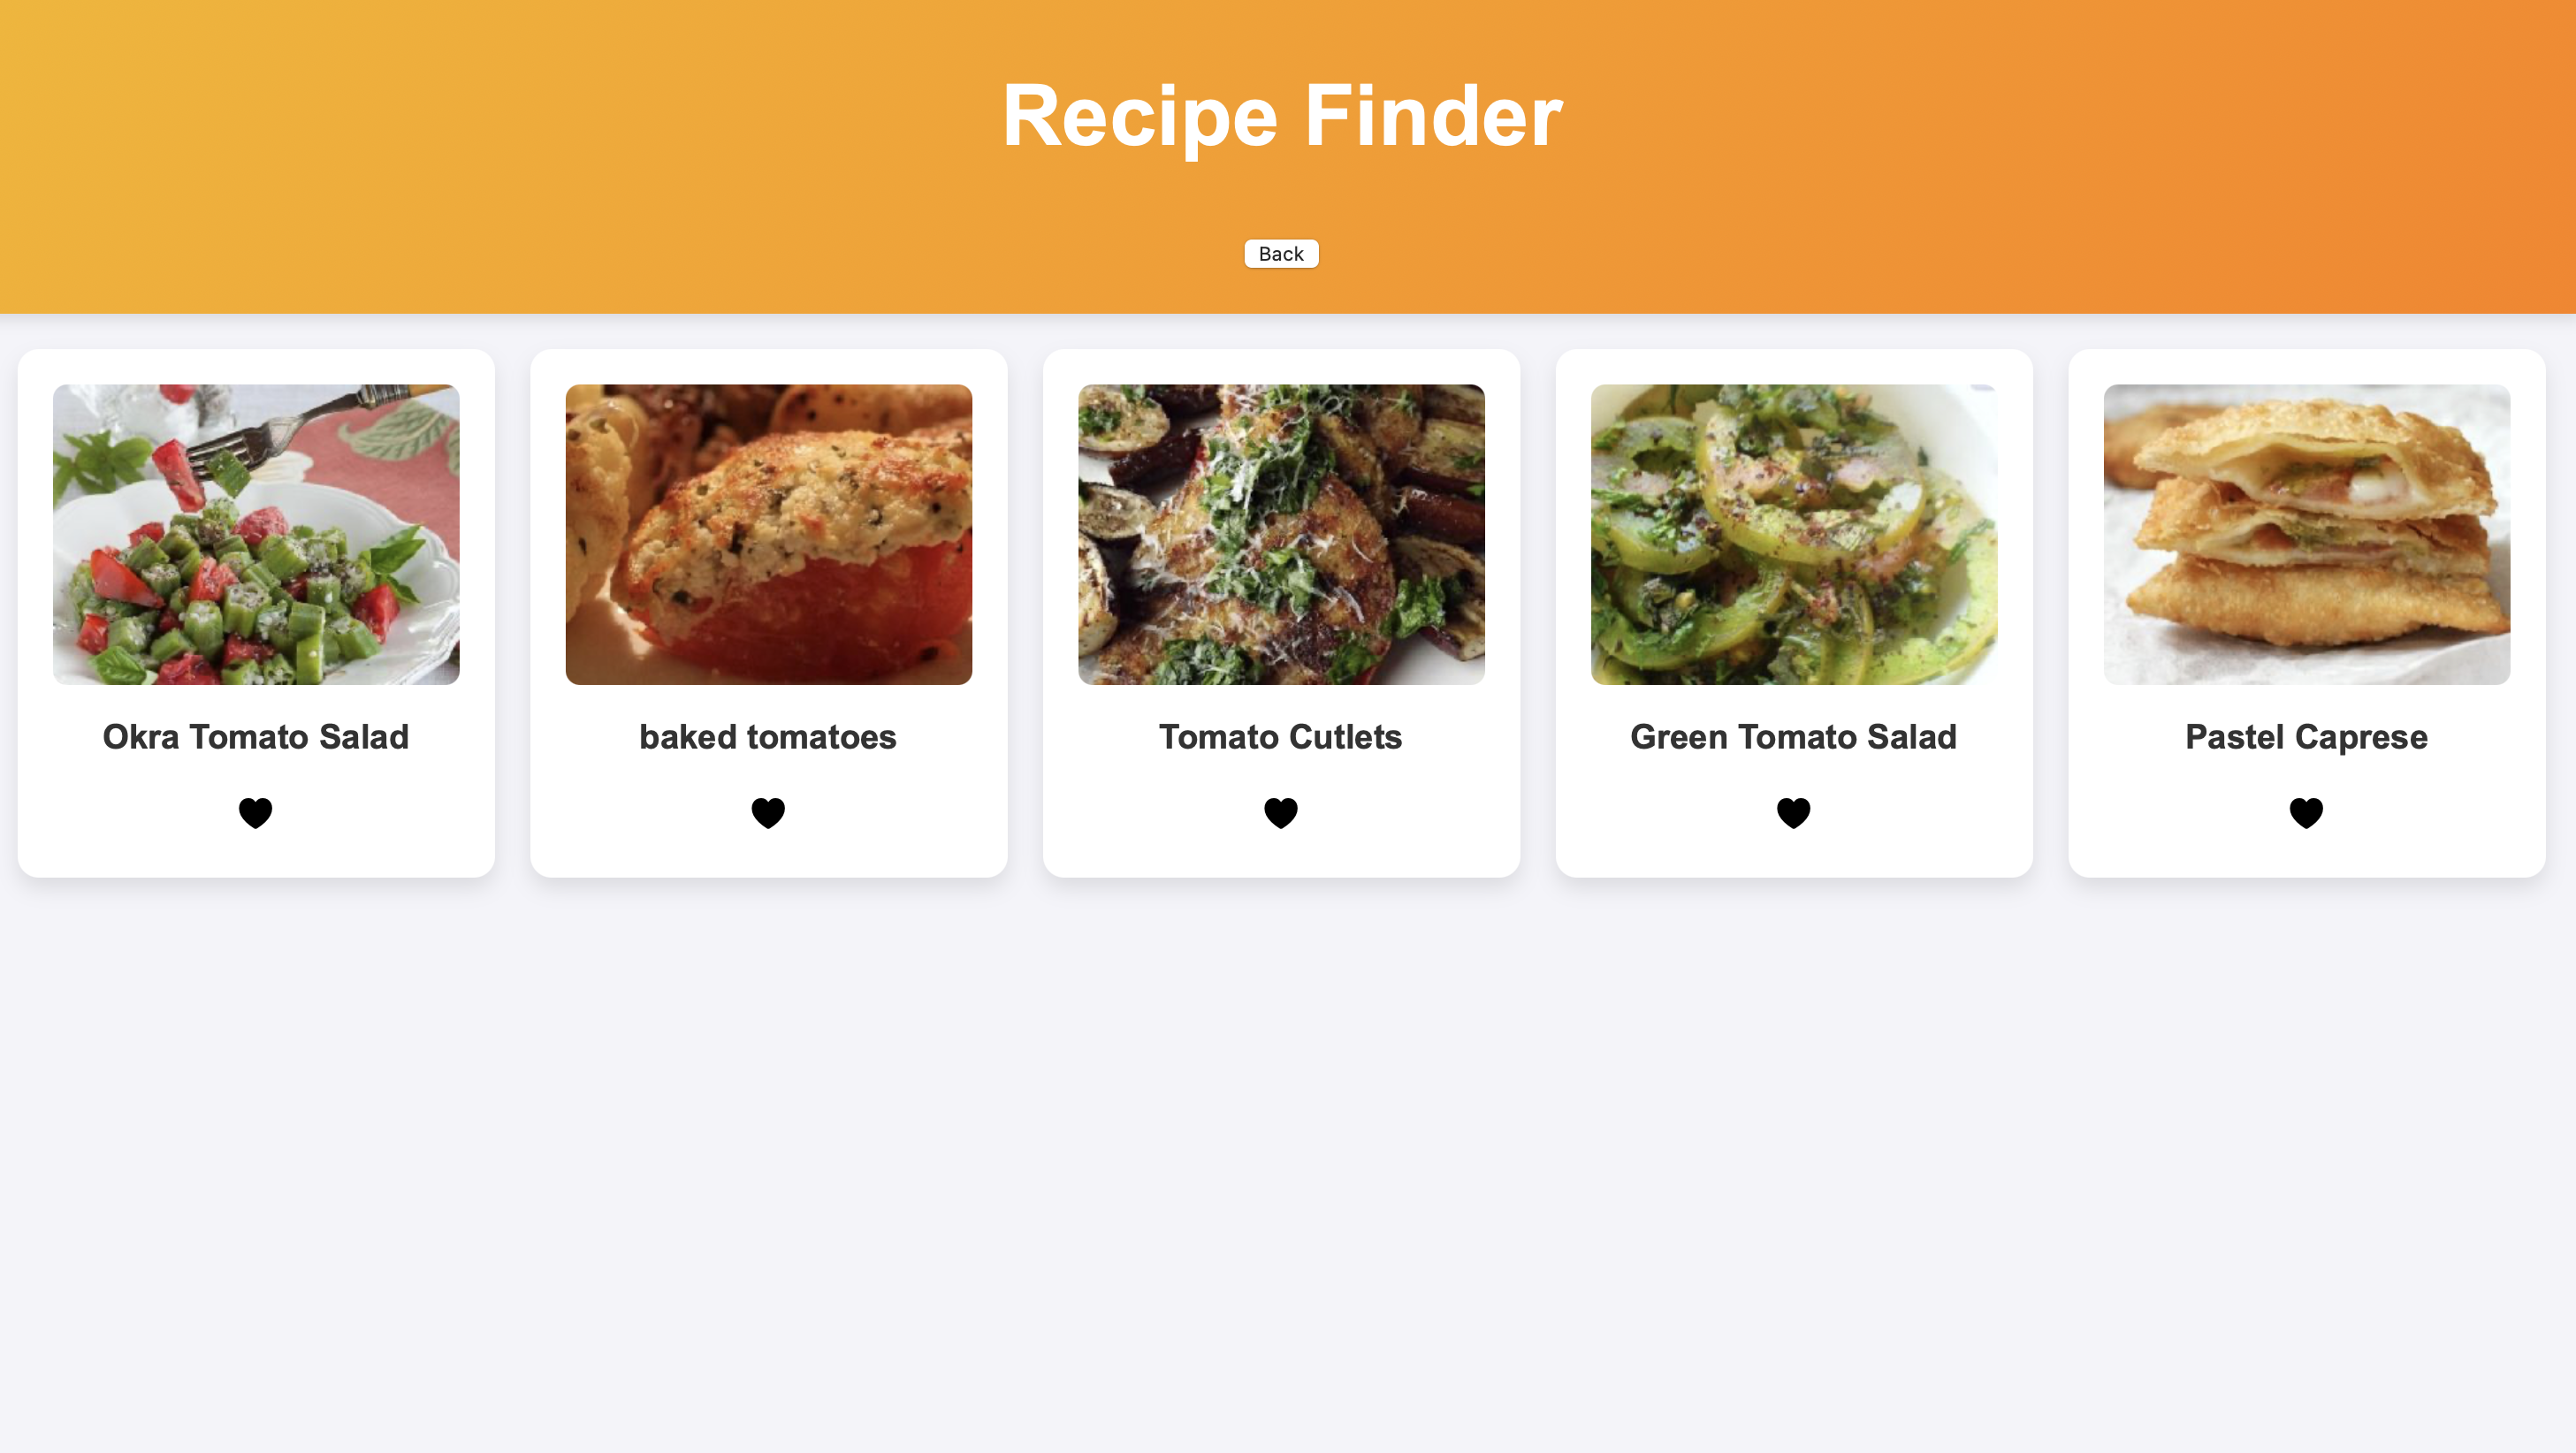 Recipe Finder
Back
Okra Tomato Salad
baked tomatoes
Tomato Cutlets
Green Tomato Salad
Pastel Caprese